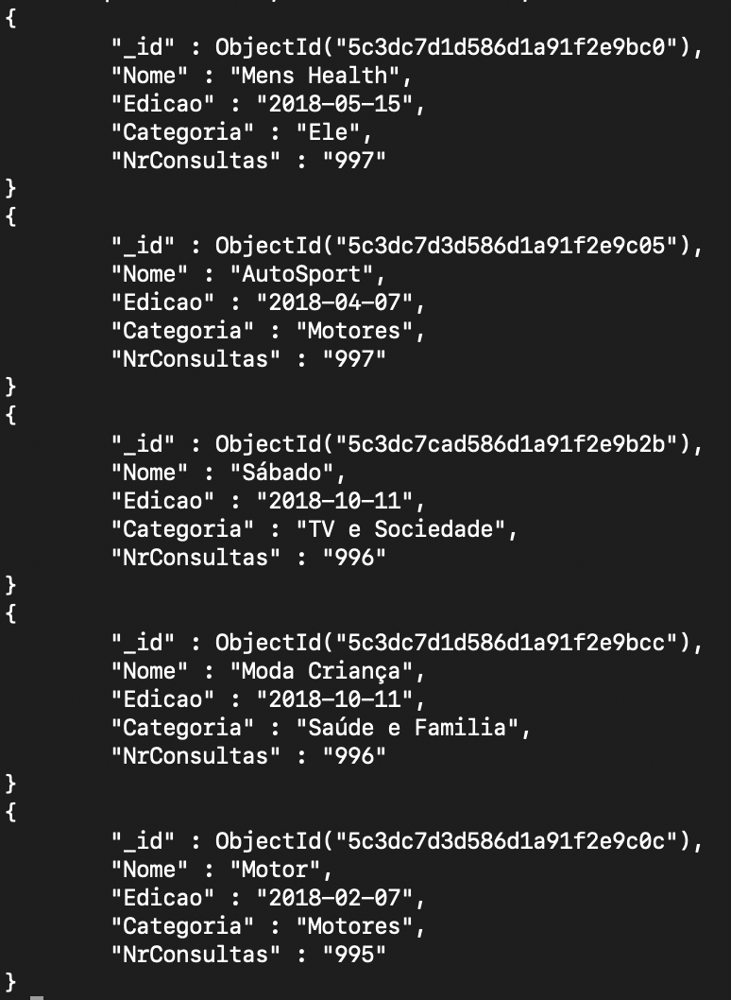 {
"_id" : ObjectId("5c3dc7d1d586d1a91f2e9bc0"),
"Nome" : "Mens Health",
"Edicao" : "2018-05-15",
"Categoria" : "Ele",
"NrConsultas" : "997"
}
{
"_id" : ObjectId("5c3dc7d3d586d1a91f2e9c05"),
"Nome" : "AutoSport",
"Edicao" : "2018-04-07",
"Categoria" : "Motores",
"NrConsultas" : "997"
}
{
"_id" : ObjectId("5c3dc7cad586d1a91f2e9b2b"),
"Nome" : "Sábado",
"Edicao" : "2018-10-11",
"Categoria" : "TV e Sociedade",
"NrConsultas" : "996"
}
{
"_id" : ObjectId("5c3dc7d1d586d1a91f2e9bcc"),
"Nome" : "Moda Criança",
"Edicao" : "2018-10-11",
"Categoria" : "Saúde e Familia",
"NrConsultas" : "996"
}
{
"_id" : ObjectId("5c3dc7d3d586d1a91f2e9c0c"),
"Nome" : "Motor",
"Edicao" : "2018-02-07",
"Categoria" : "Motores",
"NrConsultas" : "995"
}